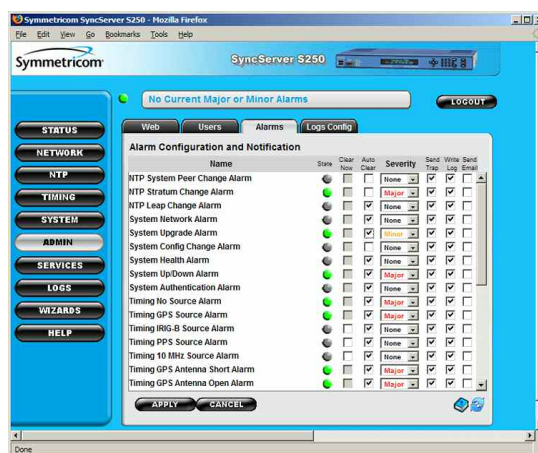 Symmetricom SyncServer S250 - Mozilla Firefox
File Edit View Go Bookmarks Tools Help
Symmetricom
SyncServer S250
No Current Major or Minor Alarms
LOGOUT
STATUS
NETWORK
NTP
TIMING
SYSTEM
ADMIN
SERVICES
LOGS
WIZARDS
HELP
Web Users Alarms Logs Config
Alarm Configuration and Notification
Name State Clear Now Auto Clear Severity Send Trap Write Log Send Email
NTP System Peer Change Alarm None
NTP Stratum Change Alarm Major
NTP Leap Change Alarm None
System Network Alarm None
System Upgrade Alarm Minor
System Config Change Alarm None
System Health Alarm None
System Up/Down Alarm Major
System Authentication Alarm None
Timing No Source Alarm Major
Timing GPS Source Alarm Major
Timing IRIG-B Source Alarm None
Timing PPS Source Alarm None
Timing 10 MHz Source Alarm None
Timing GPS Antenna Short Alarm Major
Timing GPS Antenna Open Alarm Major
APPLY CANCEL
Done